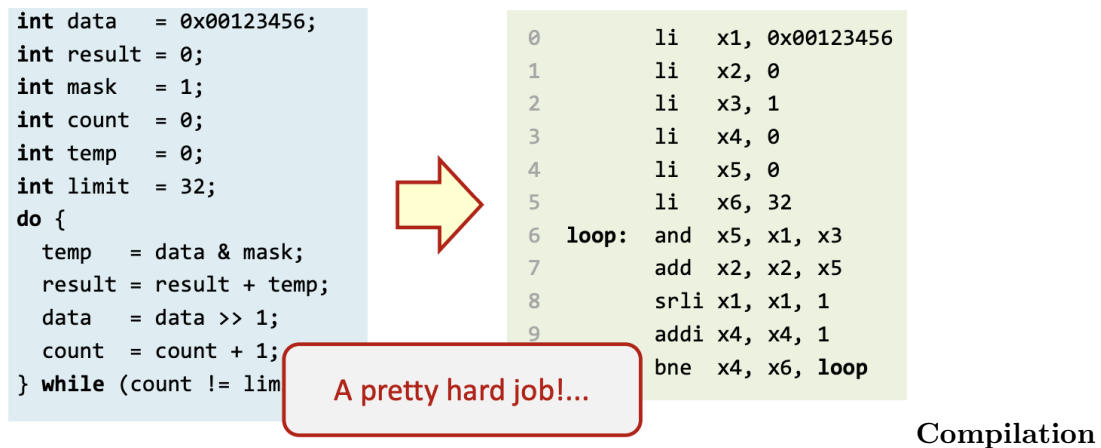 int data   = 0x00123456;
int result = 0;
int mask   = 1;
int count  = 0;
int temp   = 0;
int limit  = 32;
do {
  temp   = data & mask;
  result = result + temp;
  data   = data >> 1;
  count  = count + 1;
} while (count != lim
0 li x1, 0x00123456
1 li x2, 0
2 li x3, 1
3 li x4, 0
4 li x5, 0
5 li x6, 32
6 loop: and x5, x1, x3
7 add x2, x2, x5
8 srli x1, x1, 1
9 addi x4, x4, 1
bne x4, x6, loop
A pretty hard job!...
Compilation